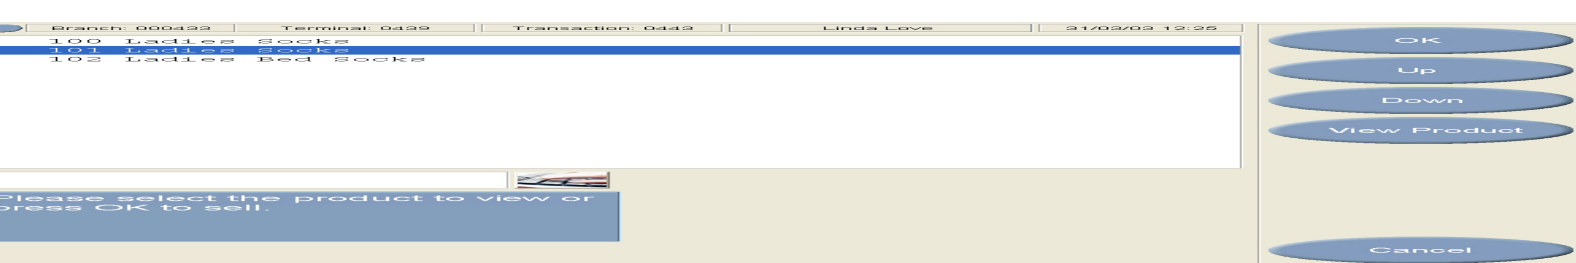 Branch: 000433 Terminal: 0439 Transaction: 0443 Linda Love 31/03/03 12:25
100 Ladies Socks
101 Ladies Socks
102 Ladies Bed Socks
Please select the product to view or
press OK to sell.
OK
Up
Down
View Product
Cancel